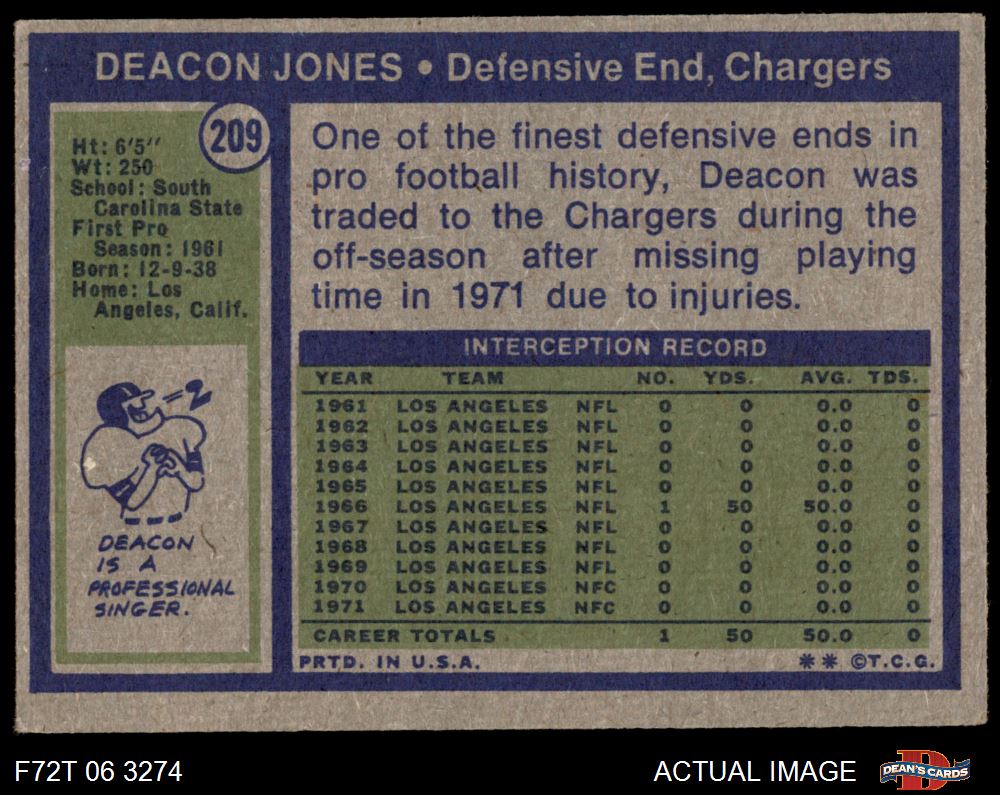 DEACON JONES • Defensive End, Chargers
209
Ht: 6'5"
Wt: 250
School: South
Carolina State
First Pro
Season: 1961
Born: 12-9-38
Home: Los
Angeles, Calif.
DEACON
IS A
PROFESSIONAL
SINGER.
One of the finest defensive ends in
pro football history, Deacon was
traded to the Chargers during the
off-season after missing playing
time in 1971 due to injuries.
INTERCEPTION RECORD
YEAR TEAM NO. YDS. AVG. TDS.
1961 LOS ANGELES NFL 0 0 0.0 0
1962 LOS ANGELES NFL 0 0 0.0 0
1963 LOS ANGELES NFL 0 0 0.0 0
1964 LOS ANGELES NFL 0 0 0.0 0
1965 LOS ANGELES NFL 0 0 0.0 0
1966 LOS ANGELES NFL 1 50 50.0 0
1967 LOS ANGELES NFL 0 0 0.0 0
1968 LOS ANGELES NFL 0 0 0.0 0
1969 LOS ANGELES NFL 0 0 0.0 0
1970 LOS ANGELES NFC 0 0 0.0 0
1971 LOS ANGELES NFC 0 0 0.0 0
CAREER TOTALS 1 50 50.0 0
PRTD. IN U.S.A. ** ©T.C.G.
F72T 06 3274 ACTUAL IMAGE D DEAN'S CARDS